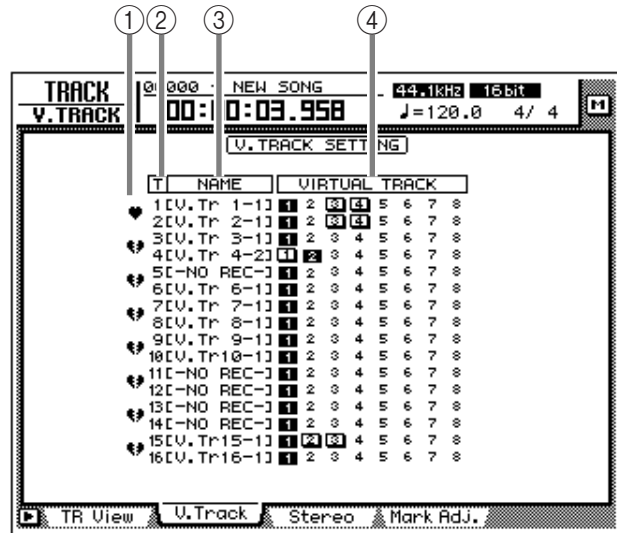 ① ② ③ ④
TRACK
V.TRACK
NEW SONG
44.1kHz 16bit
M
♩=120.0 4/ 4
V.TRACK SETTING
T NAME VIRTUAL TRACK
1[V.Tr 1-1] 1 2 3 4 5 6 7 8
2[V.Tr 2-1] 1 2 3 4 5 6 7 8
3[V.Tr 3-1] 1 2 3 4 5 6 7 8
4[V.Tr 4-2] 1 2 3 4 5 6 7 8
5[-NO REC-] 1 2 3 4 5 6 7 8
6[V.Tr 6-1] 1 2 3 4 5 6 7 8
7[V.Tr 7-1] 1 2 3 4 5 6 7 8
8[V.Tr 8-1] 1 2 3 4 5 6 7 8
9[V.Tr 9-1] 1 2 3 4 5 6 7 8
10[V.Tr10-1] 1 2 3 4 5 6 7 8
11[-NO REC-] 1 2 3 4 5 6 7 8
12[-NO REC-] 1 2 3 4 5 6 7 8
13[-NO REC-] 1 2 3 4 5 6 7 8
14[-NO REC-] 1 2 3 4 5 6 7 8
15[V.Tr15-1] 1 2 3 4 5 6 7 8
16[V.Tr16-1] 1 2 3 4 5 6 7 8
TR View V.Track Stereo Mark Adj.